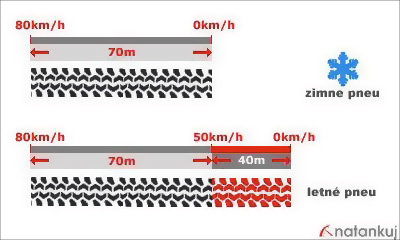 80km/h 0km/h
70m
zimne pneu
80km/h 50km/h 0km/h
70m 40m
letné pneu
natankuj